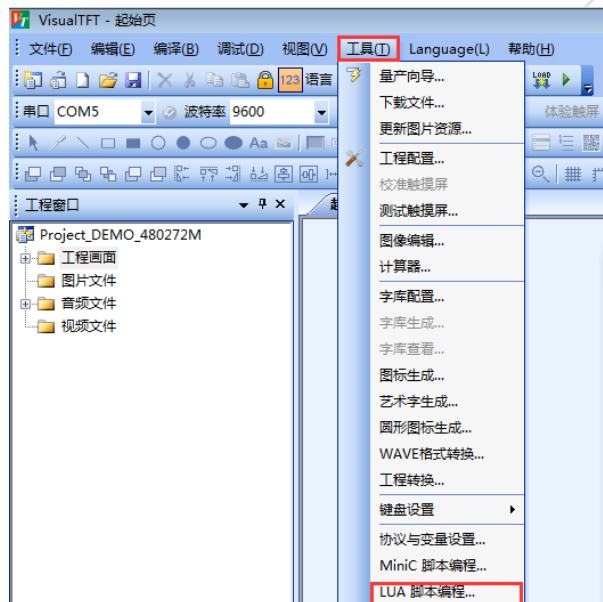 VisualTFT - 起始页
文件(F) 编辑(E) 编译(B) 调试(D) 视图(V) 工具(T) Language(L) 帮助(H)
123 语言 LOAD
串口 COM5 波特率 9600 体验触屏
Aa
工程窗口
Project_DEMO_480272M
工程画面
图片文件
音频文件
视频文件
量产向导...
下载文件...
更新图片资源...
工程配置...
校准触摸屏
测试触摸屏...
图像编辑...
计算器...
字库配置...
字库生成...
字库查看...
图标生成...
艺术字生成...
圆形图标生成...
WAVE格式转换...
工程转换...
键盘设置
协议与变量设置...
MiniC 脚本编程...
LUA 脚本编程...